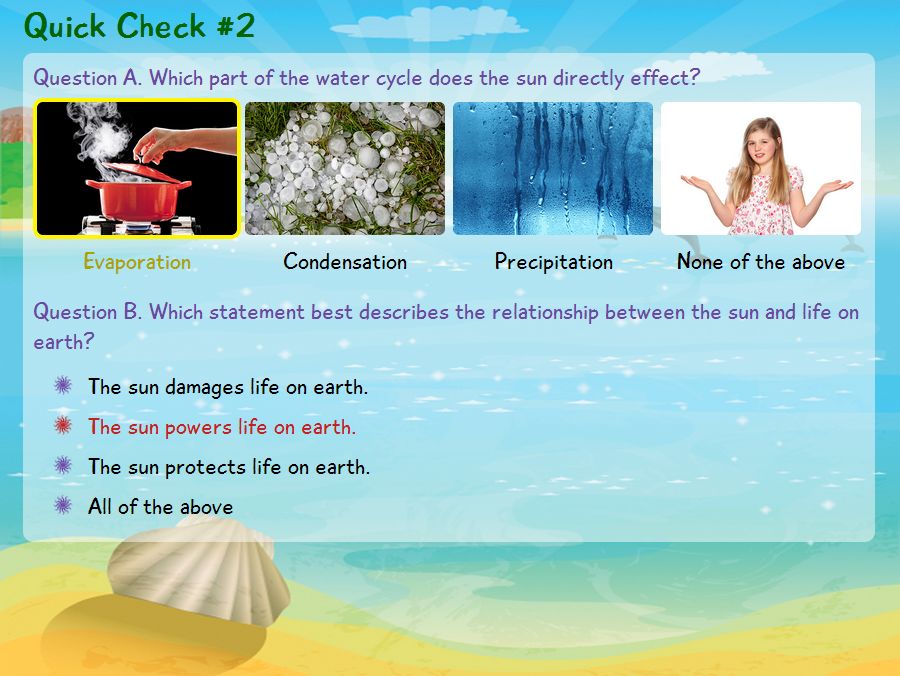 Quick Check #2
Question A. Which part of the water cycle does the sun directly effect?
Evaporation
Condensation
Precipitation
None of the above
Question B. Which statement best describes the relationship between the sun and life on
earth?
The sun damages life on earth.
The sun powers life on earth.
The sun protects life on earth.
All of the above